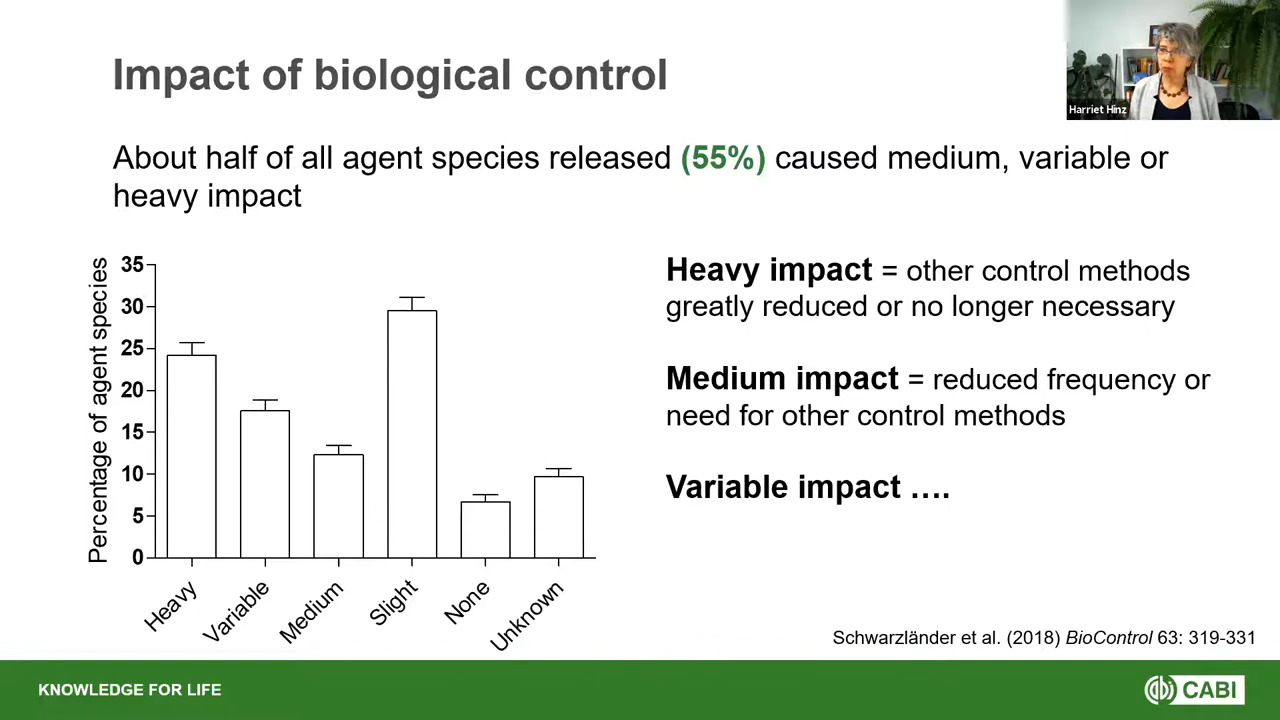 Impact of biological control
Harriet Hinz
About half of all agent species released (55%) caused medium, variable or
heavy impact
Percentage of agent species
35
30
25
20
15
10
5
0
Heavy
Variable
Medium
Slight
None
Unknown
Heavy impact = other control methods
greatly reduced or no longer necessary
Medium impact = reduced frequency or
need for other control methods
Variable impact ….
Schwarzländer et al. (2018) BioControl 63: 319-331
KNOWLEDGE FOR LIFE
CABI